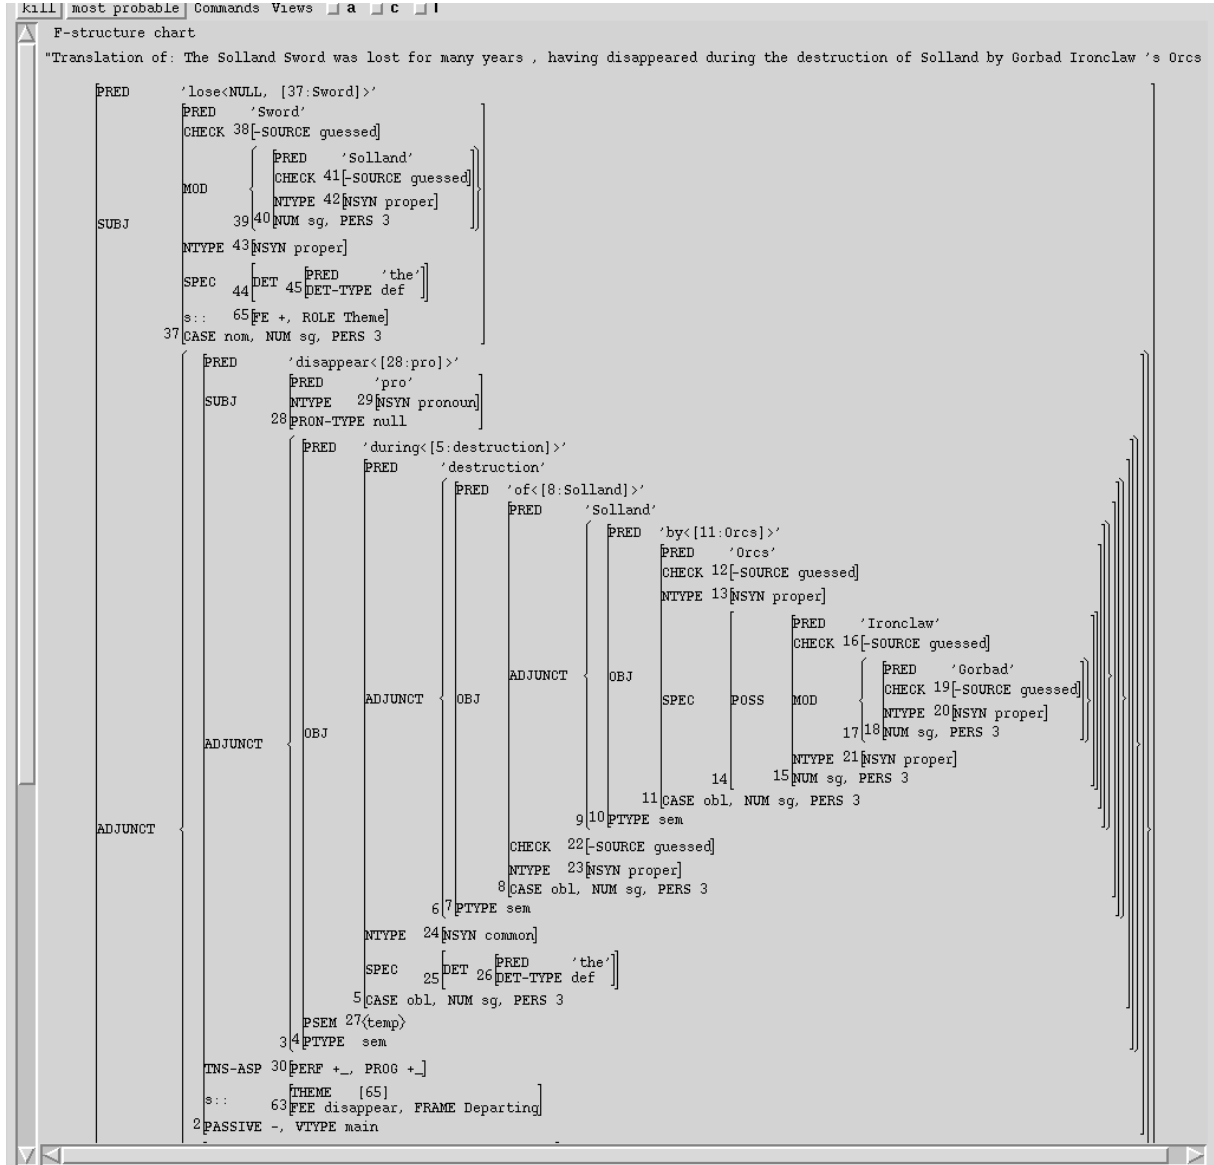 kill most probable Commands Views a c l
F-structure chart
"Translation of: The Solland Sword was lost for many years , having disappeared during the destruction of Solland by Gorbad Ironclaw 's Orcs
PRED 'lose<NULL, [37:Sword]>'
PRED 'Sword'
CHECK 38[-SOURCE guessed]
PRED 'Solland'
CHECK 41[-SOURCE guessed]
MOD
NTYPE 42[NSYN proper]
39 40 NUM sg, PERS 3
SUBJ
NTYPE 43[NSYN proper]
PRED 'the'
SPEC 44 DET 45 DET-TYPE def
s:: 65[FE +, ROLE Theme]
37 CASE nom, NUM sg, PERS 3
PRED 'disappear<[28:pro]>'
PRED 'pro'
SUBJ NTYPE 29[NSYN pronoun]
28 PRON-TYPE null
PRED 'during<[5:destruction]>'
PRED 'destruction'
PRED 'of<[8:Solland]>'
PRED 'Solland'
PRED 'by<[11:Orcs]>'
PRED 'Orcs'
CHECK 12[-SOURCE guessed]
NTYPE 13[NSYN proper]
PRED 'Ironclaw'
CHECK 16[-SOURCE guessed]
PRED 'Gorbad'
ADJUNCT OBJ
CHECK 19[-SOURCE guessed]
ADJUNCT OBJ SPEC POSS MOD
NTYPE 20[NSYN proper]
17 18 NUM sg, PERS 3
ADJUNCT OBJ
NTYPE 21[NSYN proper]
14 15 NUM sg, PERS 3
11 CASE obl, NUM sg, PERS 3
9 10 PTYPE sem
ADJUNCT
CHECK 22[-SOURCE guessed]
NTYPE 23[NSYN proper]
8 CASE obl, NUM sg, PERS 3
6 7 PTYPE sem
NTYPE 24[NSYN common]
PRED 'the'
SPEC 25 DET 26 DET-TYPE def
5 CASE obl, NUM sg, PERS 3
PSEM 27{temp}
3 4 PTYPE sem
TNS-ASP 30[PERF +_, PROG +_]
THEME [65]
s:: 63 FEE disappear, FRAME Departing
2 PASSIVE -, VTYPE main